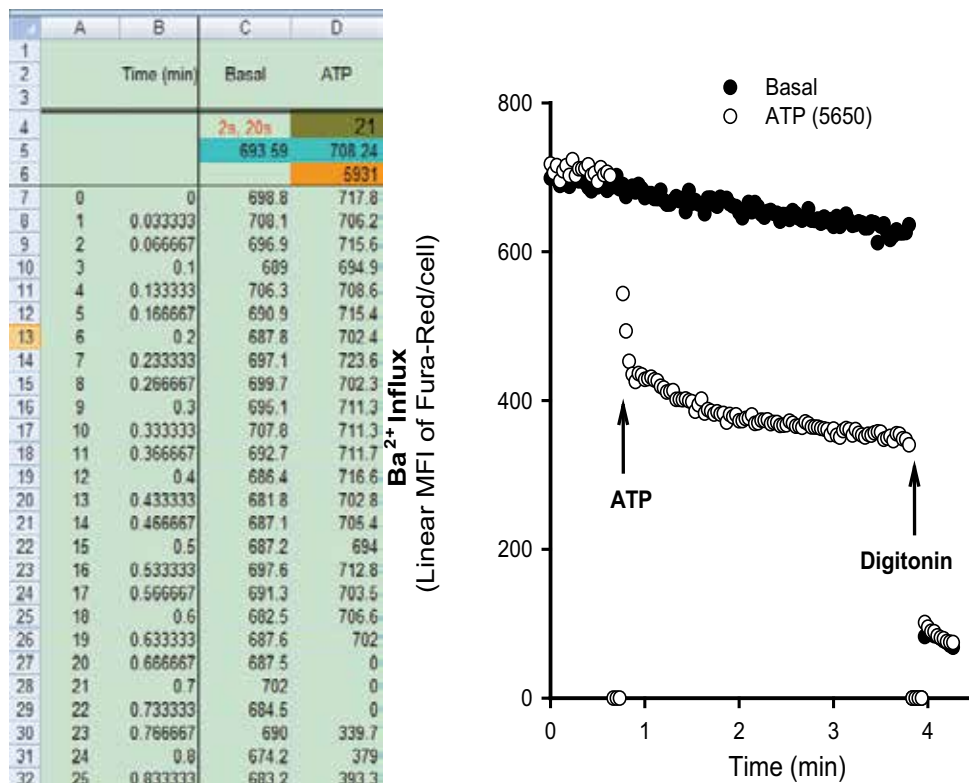 A B C D
1
2 Time (min) Basal ATP
3
4 2s, 20s 21
5 693.59 708.24
6 5931
7 0 0 698.8 717.8
8 1 0.033333 708.1 706.2
9 2 0.066667 696.9 715.6
10 3 0.1 689 694.9
11 4 0.133333 706.3 708.6
12 5 0.166667 690.9 715.4
13 6 0.2 687.8 702.4
14 7 0.233333 697.1 723.6
15 8 0.266667 699.7 702.3
16 9 0.3 695.1 711.3
17 10 0.333333 707.8 711.3
18 11 0.366667 692.7 711.7
19 12 0.4 686.4 716.6
20 13 0.433333 681.8 702.8
21 14 0.466667 687.1 705.4
22 15 0.5 687.2 694
23 16 0.533333 697.6 712.8
24 17 0.566667 691.3 703.5
25 18 0.6 682.5 706.6
26 19 0.633333 687.6 702
27 20 0.666667 687.5 0
28 21 0.7 702 0
29 22 0.733333 684.5 0
30 23 0.766667 690 339.7
31 24 0.8 674.2 379
32 25 0.833333 683.2 393.3
Basal
ATP (5650)
Ba2+ Influx
(Linear MFI of Fura-Red/cell)
800
600
400
200
0
ATP
Digitonin
0 1 2 3 4
Time (min)